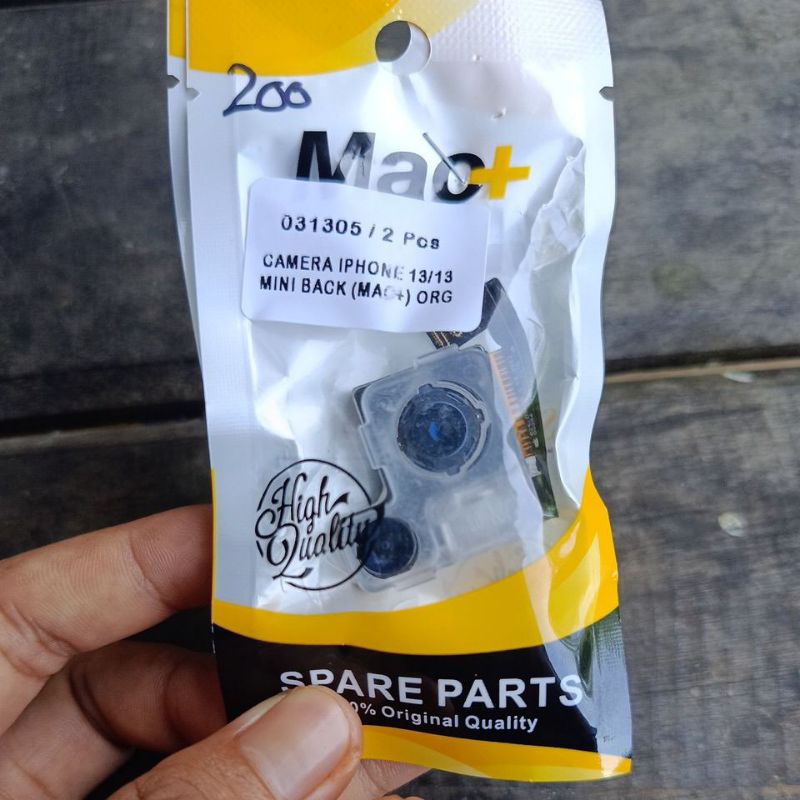 200
Mac+
031305 / 2 Pcs
CAMERA IPHONE 13/13
MINI BACK (MAC+) ORG
High
Quality
SPARE PARTS
0% Original Quality